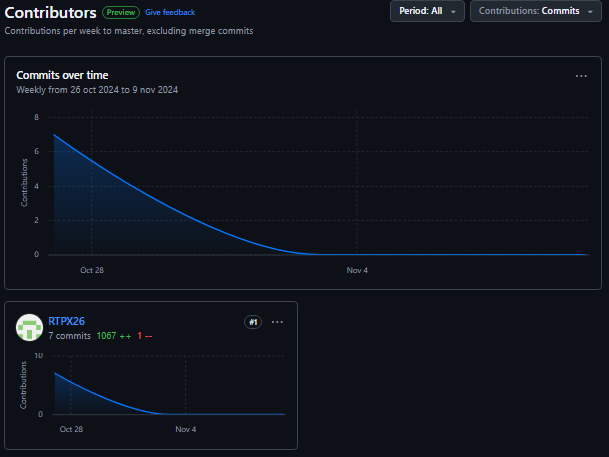 Contributors Preview Give feedback Period: All Contributions: Commits
Contributions per week to master, excluding merge commits
Commits over time
Weekly from 26 oct 2024 to 9 nov 2024
8
6
4
2
0
Contributions
Oct 28 Nov 4
RTPX26 #1
7 commits 1067 ++ 1 --
10
0
Contributions
Oct 28 Nov 4